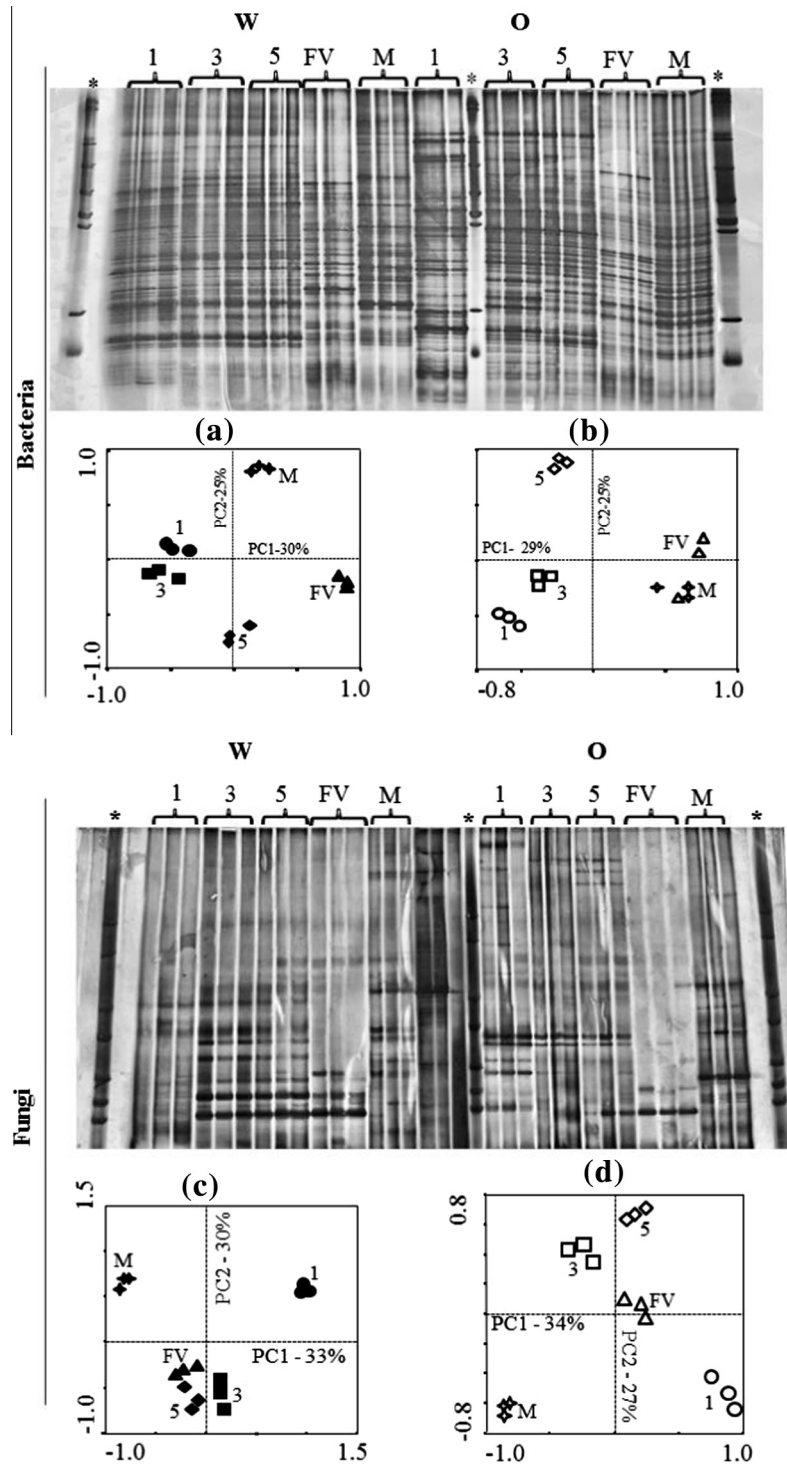 W O
* 1 3 5 FV M 1 * 3 5 FV M *
Bacteria
(a) (b)
1.0
M
PC2-25%
1
PC1-30%
3
FV
5
-1.0
-1.0 1.0
5
PC2-25%
PC1- 29%
FV
3
M
1
-0.8 1.0
W O
* 1 3 5 FV M * 1 3 5 FV M *
Fungi
(c) (d)
1.5
M
PC2 - 30%
1
PC1 - 33%
FV
3
5
-1.0
-1.0 1.5
0.8
5
3
FV
PC1 - 34%
PC2 - 27%
1
M
-0.8
-1.0 1.0